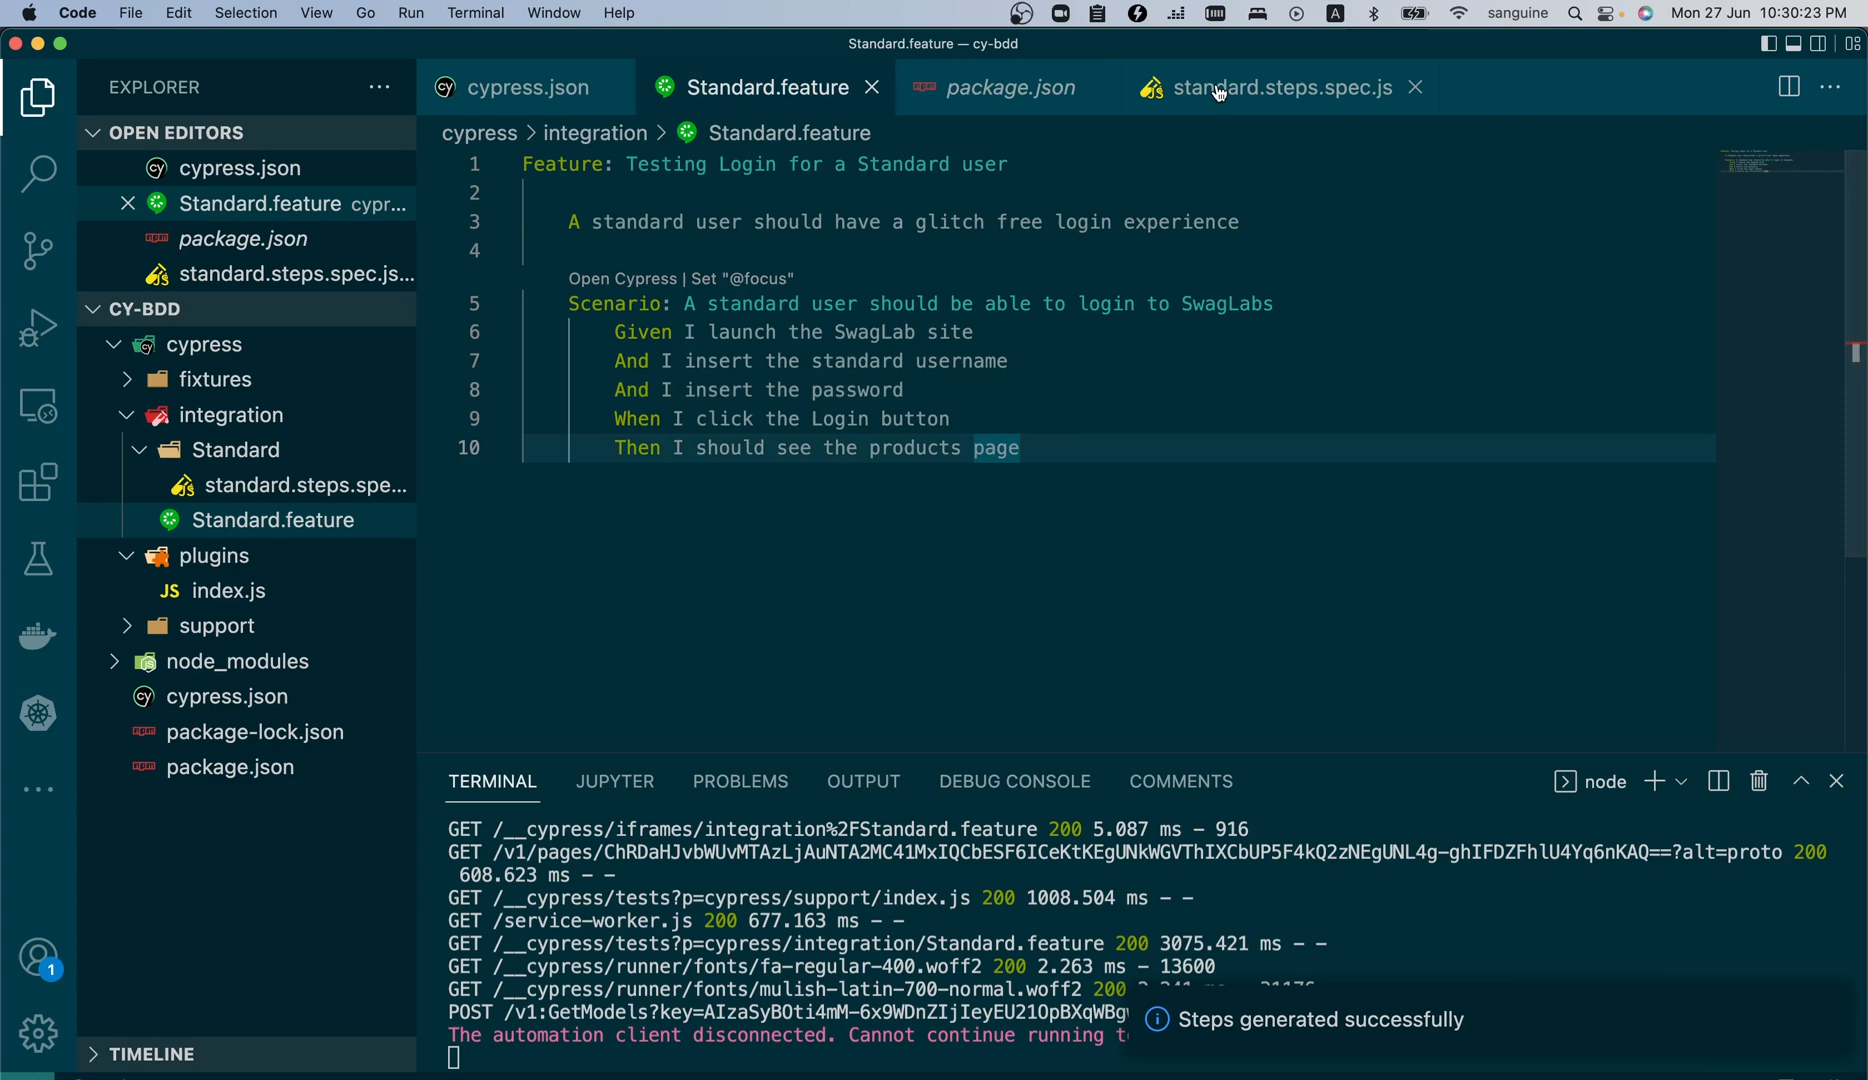 Code File Edit Selection View Go Run Terminal Window Help
A sanguine Mon 27 Jun 10:30:23 PM
Standard.feature — cy-bdd
EXPLORER
OPEN EDITORS
cypress.json
Standard.feature cypr...
package.json
standard.steps.spec.js...
CY-BDD
cypress
fixtures
integration
Standard
standard.steps.spe...
Standard.feature
plugins
JS index.js
support
node_modules
cypress.json
package-lock.json
package.json
TIMELINE
1
cypress.json Standard.feature package.json standard.steps.spec.js
cypress > integration > Standard.feature
1 Feature: Testing Login for a Standard user
2
3 A standard user should have a glitch free login experience
4
Open Cypress | Set "@focus"
5 Scenario: A standard user should be able to login to SwagLabs
6 Given I launch the SwagLab site
7 And I insert the standard username
8 And I insert the password
9 When I click the Login button
10 Then I should see the products page
TERMINAL JUPYTER PROBLEMS OUTPUT DEBUG CONSOLE COMMENTS
node
GET /__cypress/iframes/integration%2FStandard.feature 200 5.087 ms - 916
GET /v1/pages/ChRDaHJvbWUvMTAzLjAuNTA2MC41MxIQCbESF6ICeKtKEgUNkWGVThIXCbUP5F4kQ2zNEgUNL4g-ghIFDZFhlU4Yq6nKAQ==?alt=proto 200
608.623 ms - -
GET /__cypress/tests?p=cypress/support/index.js 200 1008.504 ms - -
GET /service-worker.js 200 677.163 ms - -
GET /__cypress/tests?p=cypress/integration/Standard.feature 200 3075.421 ms - -
GET /__cypress/runner/fonts/fa-regular-400.woff2 200 2.263 ms - 13600
GET /__cypress/runner/fonts/mulish-latin-700-normal.woff2 200
POST /v1:GetModels?key=
The automation client disconnected. Cannot continue running
Steps generated successfully